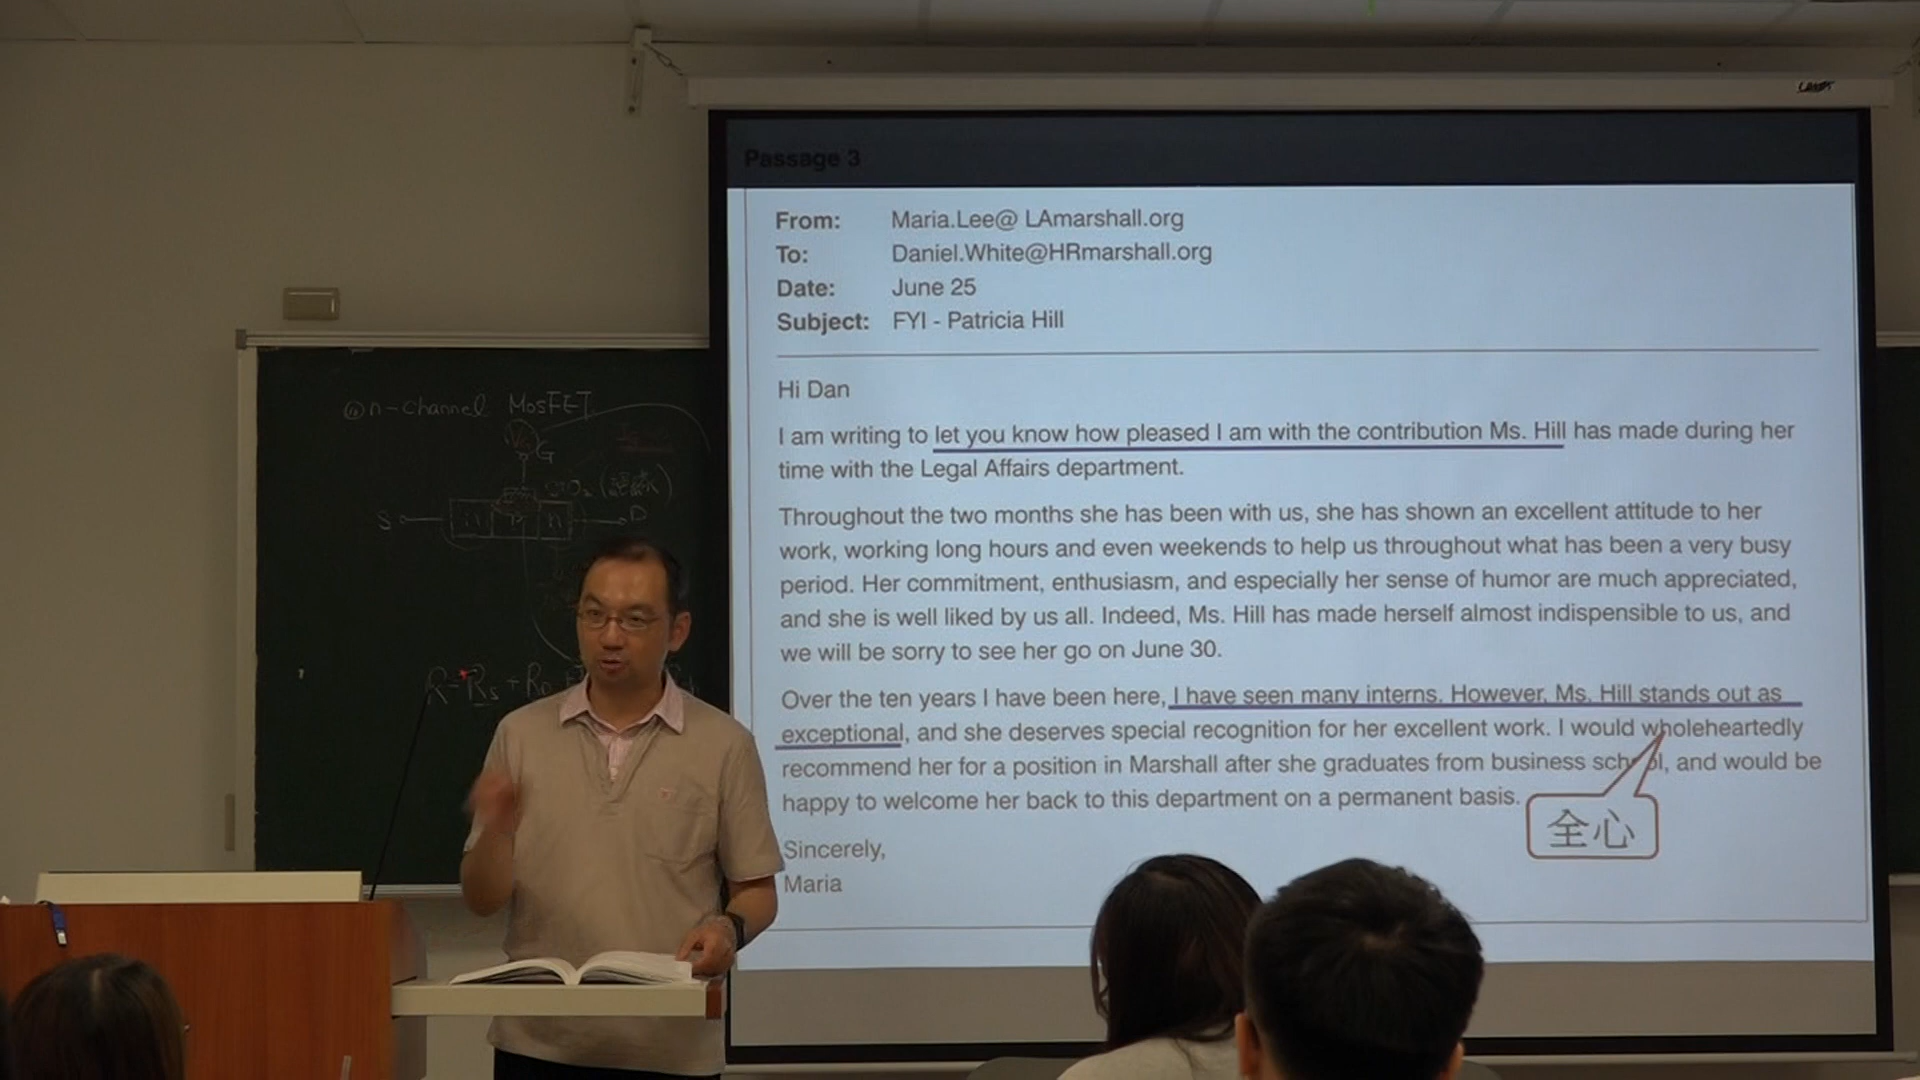 Passage 3
From: Maria.Lee@ LAmarshall.org
To: Daniel.White@HRmarshall.org
Date: June 25
Subject: FYI - Patricia Hill
Hi Dan
I am writing to let you know how pleased I am with the contribution Ms. Hill has made during her
time with the Legal Affairs department.
Throughout the two months she has been with us, she has shown an excellent attitude to her
work, working long hours and even weekends to help us throughout what has been a very busy
period. Her commitment, enthusiasm, and especially her sense of humor are much appreciated,
and she is well liked by us all. Indeed, Ms. Hill has made herself almost indispensible to us, and
we will be sorry to see her go on June 30.
Over the ten years I have been here, I have seen many interns. However, Ms. Hill stands out as
exceptional, and she deserves special recognition for her excellent work. I would wholeheartedly
recommend her for a position in Marshall after she graduates from business school, and would be
happy to welcome her back to this department on a permanent basis.
全心
Sincerely,
Maria
n-channel MosFET
G
S
D
n
R = Rs + RD +